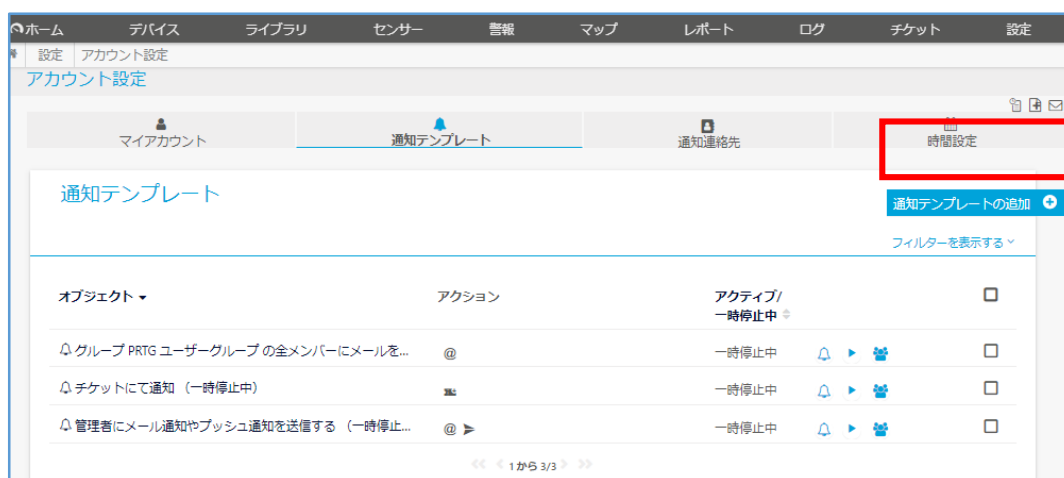 ホーム デバイス ライブラリ センサー 警報 マップ レポート ログ チケット 設定
設定 アカウント設定
アカウント設定
マイアカウント 通知テンプレート 通知連絡先 時間設定
通知テンプレート
通知テンプレートの追加
フィルターを表示する
オブジェクト アクション アクティブ/
一時停止中
グループ PRTG ユーザーグループ の全メンバーにメールを... @ 一時停止中
チケットにて通知 （一時停止中） 一時停止中
管理者にメール通知やプッシュ通知を送信する （一時停止... @ 一時停止中
1 から 3/3